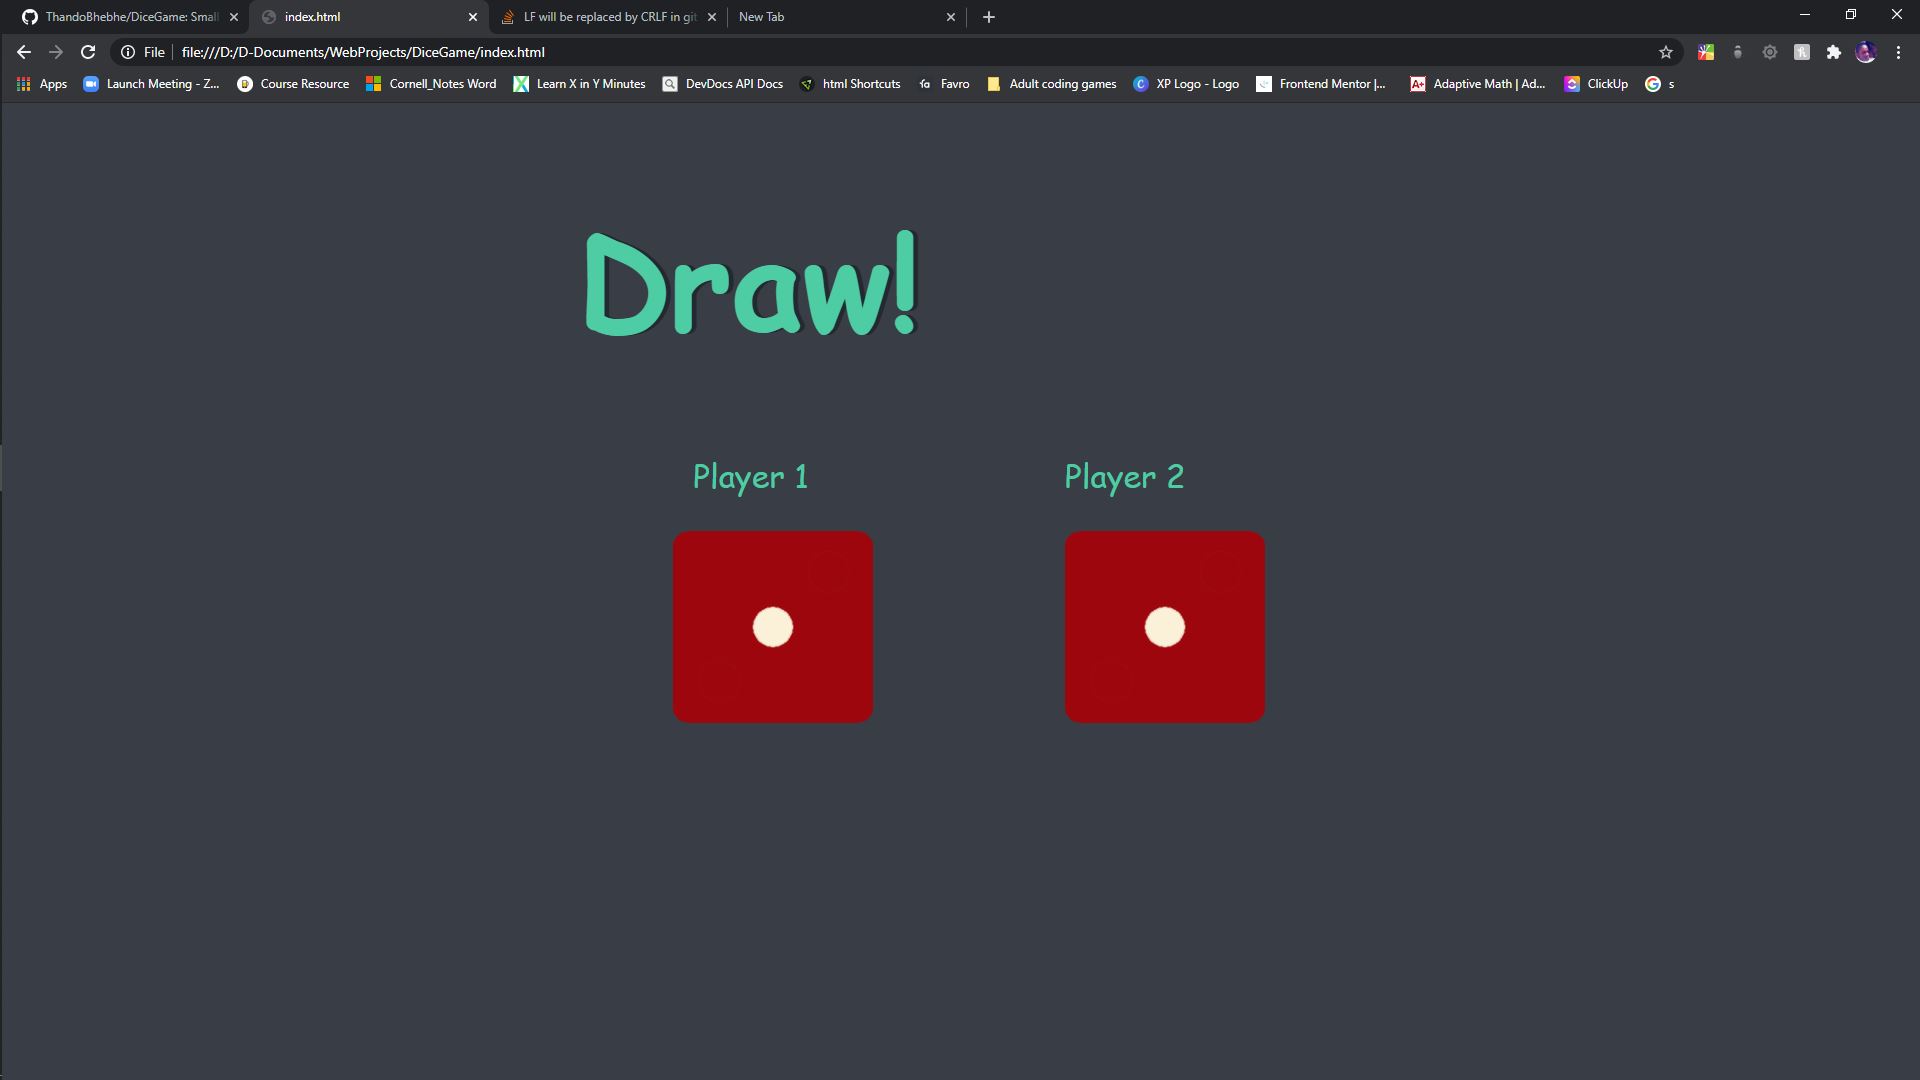 ThandoBhebhe/DiceGame: Small
index.html
LF will be replaced by CRLF in git
New Tab
File
file:///D:/D-Documents/WebProjects/DiceGame/index.html
Apps
Launch Meeting - Z...
Course Resource
Cornell_Notes Word
Learn X in Y Minutes
DevDocs API Docs
html Shortcuts
Favro
Adult coding games
XP Logo - Logo
Frontend Mentor |...
Adaptive Math | Ad...
ClickUp
s
Draw!
Player 1
Player 2